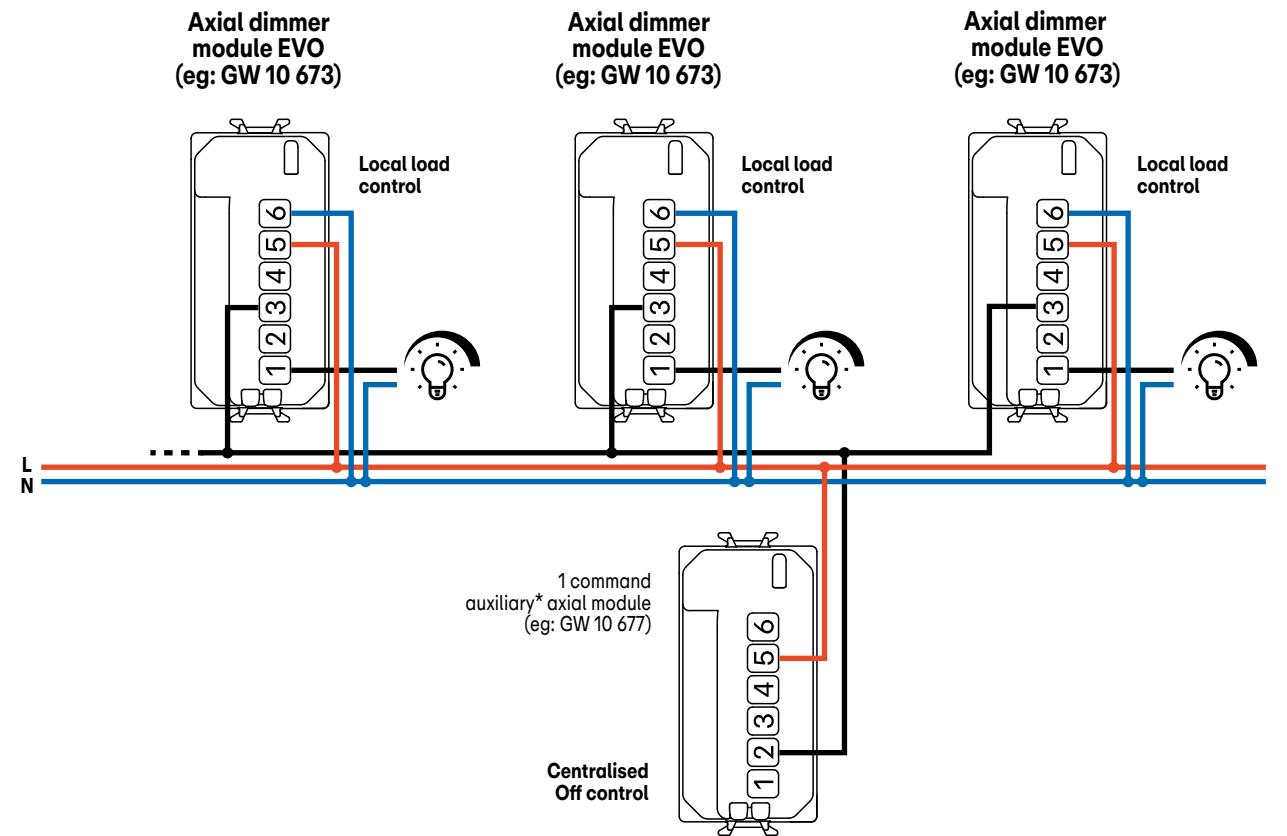 Axial dimmer
module EVO
(eg: GW 10 673)
Axial dimmer
module EVO
(eg: GW 10 673)
Axial dimmer
module EVO
(eg: GW 10 673)
Local load
control
6
5
4
3
2
1
Local load
control
6
5
4
3
2
1
Local load
control
6
5
4
3
2
1
L
N
1 command
auxiliary* axial module
(eg: GW 10 677)
6
5
4
3
2
1
Centralised
Off control